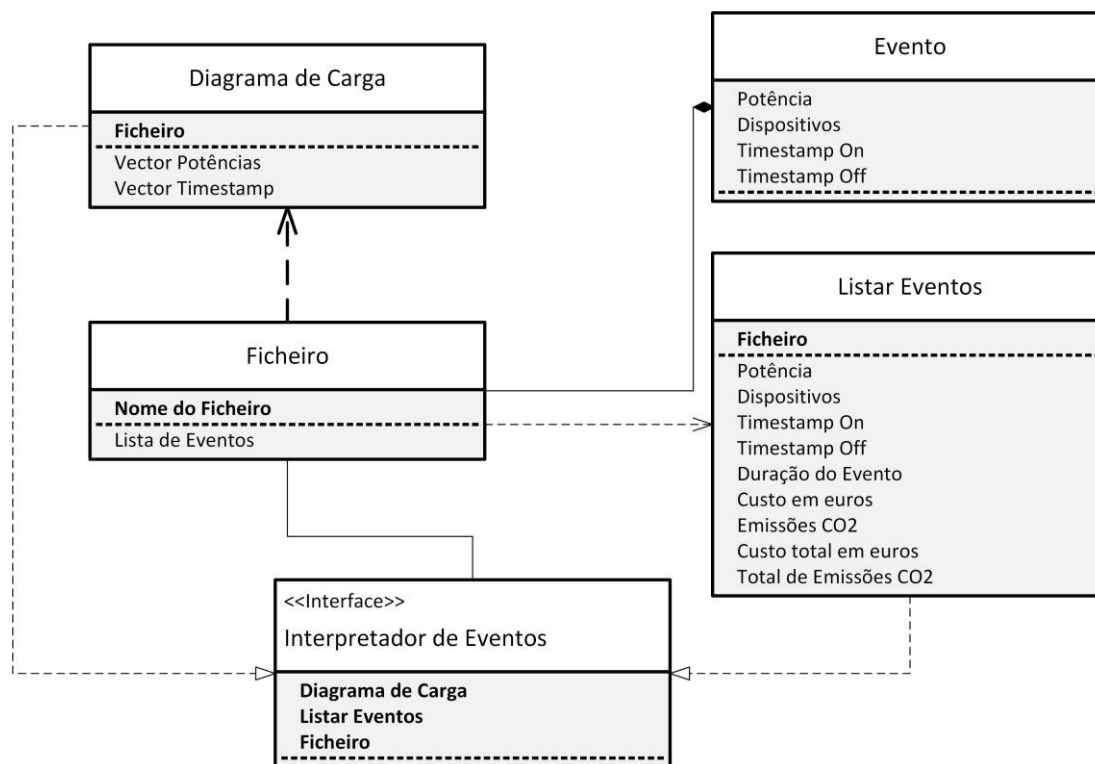 Diagrama de Carga
Ficheiro
Vector Potências
Vector Timestamp
Evento
Potência
Dispositivos
Timestamp On
Timestamp Off
Ficheiro
Nome do Ficheiro
Lista de Eventos
Listar Eventos
Ficheiro
Potência
Dispositivos
Timestamp On
Timestamp Off
Duração do Evento
Custo em euros
Emissões CO2
Custo total em euros
Total de Emissões CO2
<<Interface>>
Interpretador de Eventos
Diagrama de Carga
Listar Eventos
Ficheiro